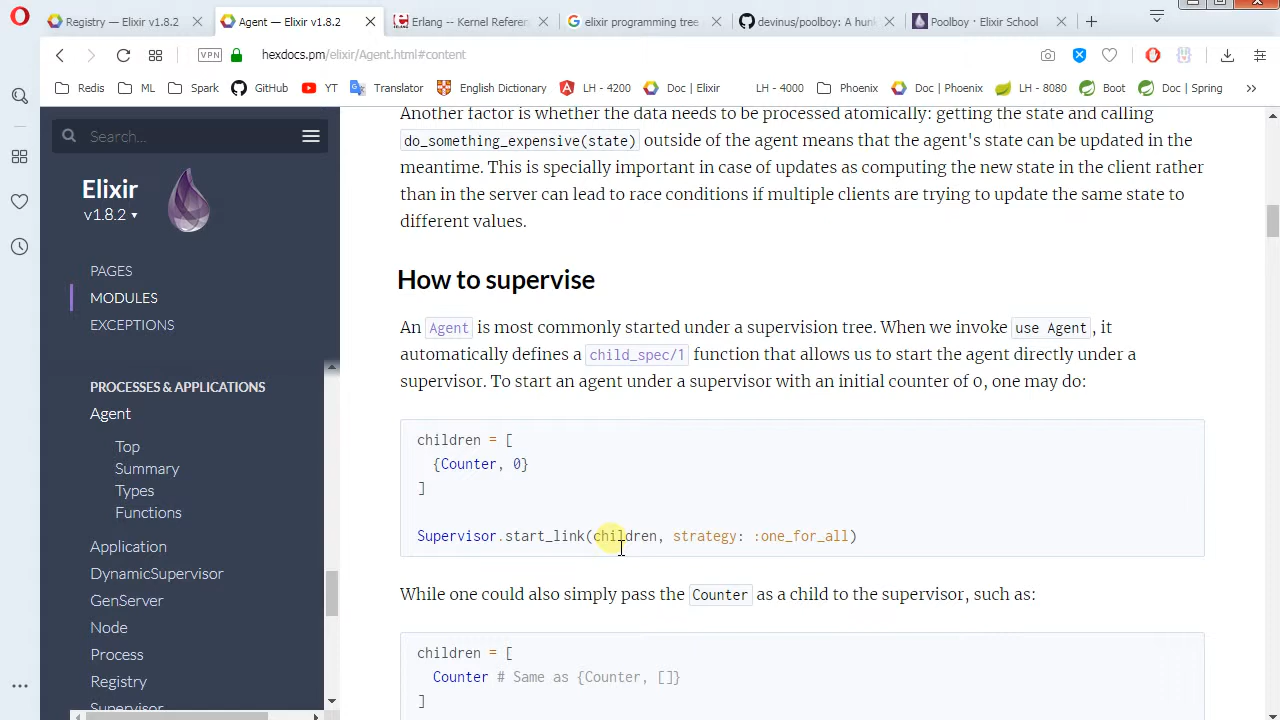 Registry — Elixir v1.8.2
Agent — Elixir v1.8.2
Erlang -- Kernel Referen
elixir programming tree
devinus/poolboy: A hunk
Poolboy · Elixir School
VPN
hexdocs.pm/elixir/Agent.html#content
Redis
ML
Spark
GitHub
YT
Translator
English Dictionary
LH - 4200
Doc | Elixir
LH - 4000
Phoenix
Doc | Phoenix
LH - 8080
Boot
Doc | Spring
Search...
Elixir
v1.8.2
PAGES
MODULES
EXCEPTIONS
PROCESSES & APPLICATIONS
Agent
Top
Summary
Types
Functions
Application
DynamicSupervisor
GenServer
Node
Process
Registry
Supervisor
Another factor is whether the data needs to be processed atomically: getting the state and calling
do_something_expensive(state) outside of the agent means that the agent's state can be updated in the
meantime. This is specially important in case of updates as computing the new state in the client rather
than in the server can lead to race conditions if multiple clients are trying to update the same state to
different values.
How to supervise
An Agent is most commonly started under a supervision tree. When we invoke use Agent, it
automatically defines a child_spec/1 function that allows us to start the agent directly under a
supervisor. To start an agent under a supervisor with an initial counter of 0, one may do:
children = [
{Counter, 0}
]
Supervisor.start_link(children, strategy: :one_for_all)
While one could also simply pass the Counter as a child to the supervisor, such as:
children = [
Counter # Same as {Counter, []}
]